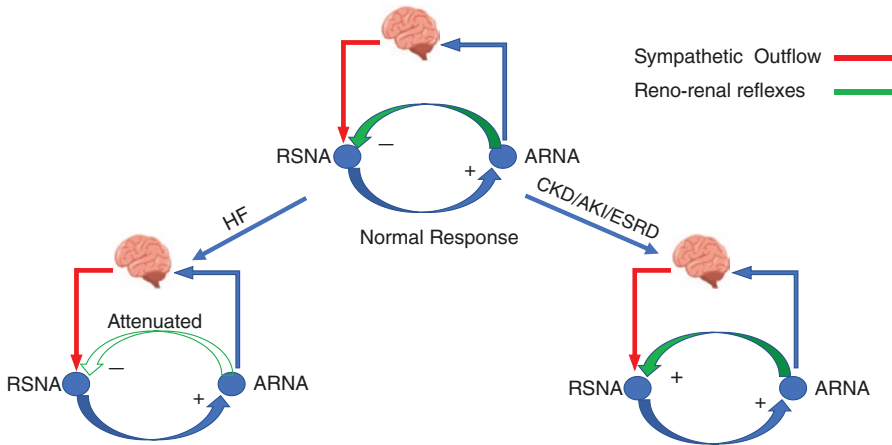 Sympathetic Outflow
Reno-renal reflexes
RSNA
–
+
ARNA
Normal Response
HF
CKD/AKI/ESRD
Attenuated
RSNA
–
+
ARNA
RSNA
+
+
ARNA